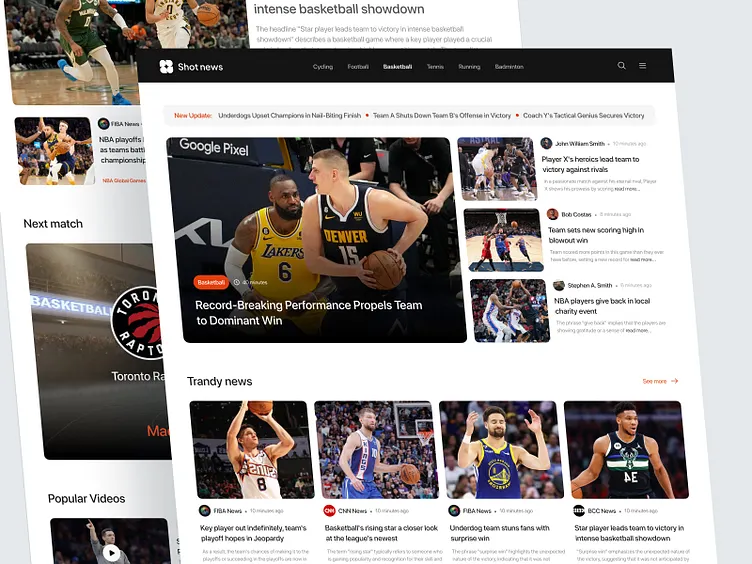 intense basketball showdown
The headline "Star player leads team to victory in intense basketball
showdown" describes a basketball game where a key player played a crucial
FIBA News
NBA playoffs
as teams
championship
NBA Global Games
Next match
BASKETBALL
TORO
RAPTO
Toronto Ra
Popular Videos
Shot news
Cycling
Football
Basketball
Tennis
Running
Badminton
New Update:
Underdogs Upset Champions in Nail-Biting Finish
Team A Shuts Down Team B's Offense in Victory
Coach Y's Tactical Genius Secures Victory
Google Pixel
LAKERS
6
WU
DENVER
15
Basketball
40 minutes
Record-Breaking Performance Propels Team
to Dominant Win
John William Smith • 10 minutes ago
Player X's heroics lead team to
victory against rivals
In a passionate match against his eternal rival, Player
X shows his prowess by scoring read more...
Bob Costas • 8 minutes ago
Team sets new scoring high in
blowout win
Team scored more points in this game than they ever
have before, setting a new record for read more...
Stephen A. Smith • 6 minutes ago
NBA players give back in local
charity event
The phrase "give back" implies that the players are
showing gratitude or a sense of read more...
Trandy news
See more
8
FIBA News • 10 minutes ago
Key player out indefinitely, team's
playoff hopes in Jeopardy
As a result, the team's chances of making it to the
playoffs or succeeding in the playoffs are now in
CNN
CNN News • 10 minutes ago
Basketball's rising star a closer look
at the league's newest
The term "rising star" typically refers to someone who
is gaining popularity and recognition for their skill and
FIBA News • 10 minutes ago
Underdog team stuns fans with
surprise win
The phrase "surprise win" highlights the unexpected
nature of the victory, indicating that it was not
BCC News • 10 minutes ago
Star player leads team to victory in
intense basketball showdown
"Surprise win" emphasizes the unexpected nature of
the victory, suggesting that it was not anticipated by